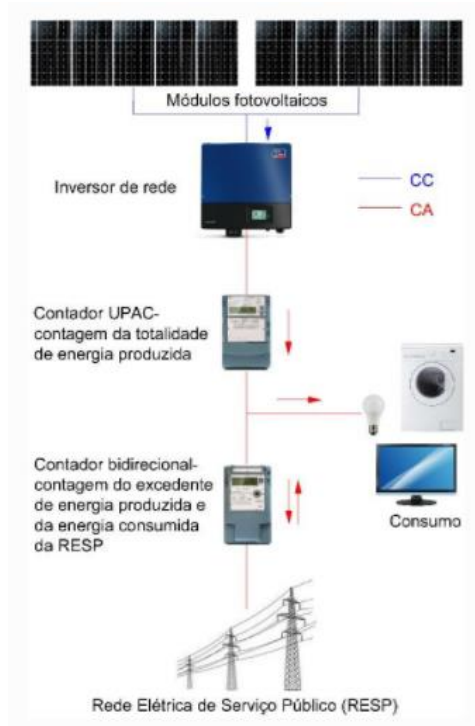 Módulos fotovoltaicos
Inversor de rede
CC
CA
Contador UPAC-
contagem da totalidade
de energia produzida
Contador bidirecional-
contagem do excedente
de energia produzida e
da energia consumida
da RESP
Consumo
Rede Elétrica de Serviço Público (RESP)